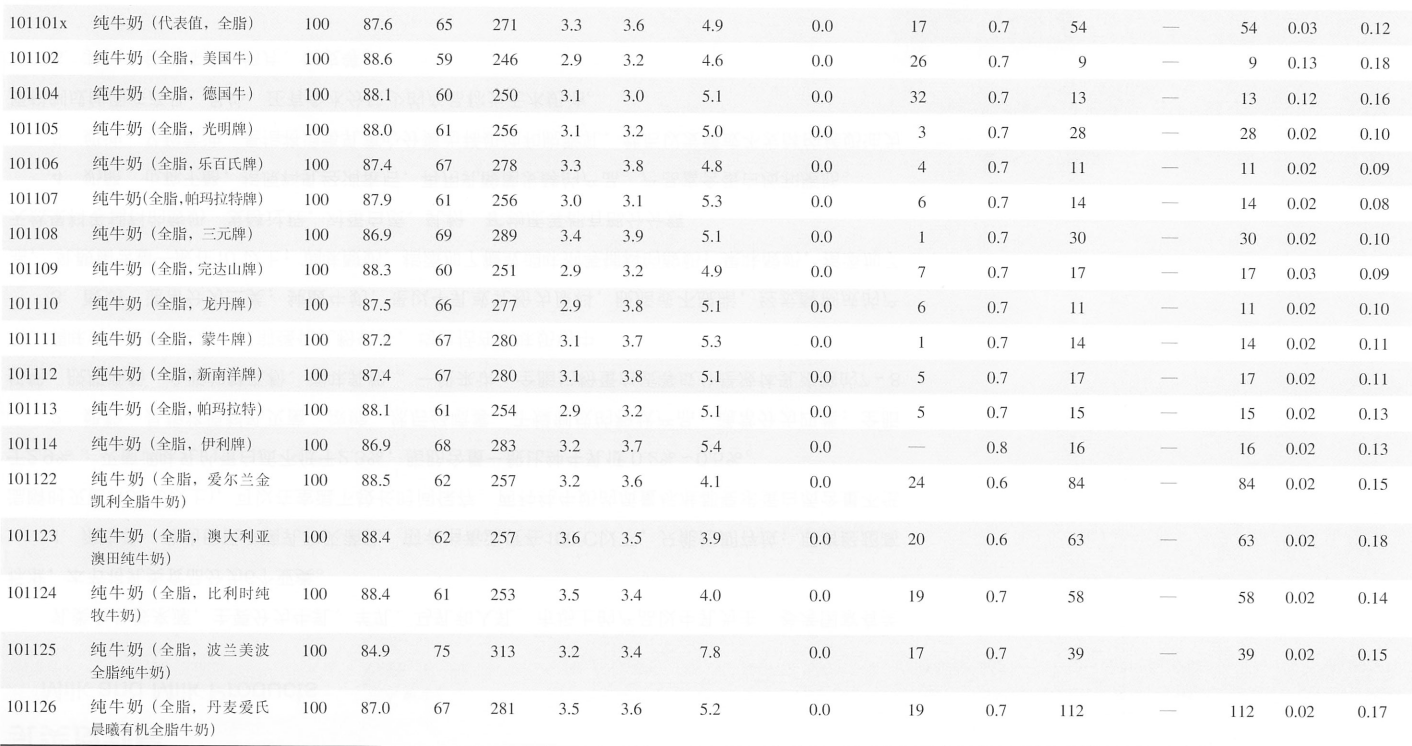 101101x 纯牛奶（代表值，全脂） 100 87.6 65 271 3.3 3.6 4.9 0.0 17 0.7 54 — 54 0.03 0.12
101102 纯牛奶（全脂，美国牛） 100 88.6 59 246 2.9 3.2 4.6 0.0 26 0.7 9 — 9 0.13 0.18
101104 纯牛奶（全脂，德国牛） 100 88.1 60 250 3.1 3.0 5.1 0.0 32 0.7 13 — 13 0.12 0.16
101105 纯牛奶（全脂，光明牌） 100 88.0 61 256 3.1 3.2 5.0 0.0 3 0.7 28 — 28 0.02 0.10
101106 纯牛奶（全脂，乐百氏牌） 100 87.4 67 278 3.3 3.8 4.8 0.0 4 0.7 11 — 11 0.02 0.09
101107 纯牛奶(全脂,帕玛拉特牌) 100 87.9 61 256 3.0 3.1 5.3 0.0 6 0.7 14 — 14 0.02 0.08
101108 纯牛奶（全脂，三元牌） 100 86.9 69 289 3.4 3.9 5.1 0.0 1 0.7 30 — 30 0.02 0.10
101109 纯牛奶（全脂，完达山牌） 100 88.3 60 251 2.9 3.2 4.9 0.0 7 0.7 17 — 17 0.03 0.09
101110 纯牛奶（全脂，龙丹牌） 100 87.5 66 277 2.9 3.8 5.1 0.0 6 0.7 11 — 11 0.02 0.10
101111 纯牛奶（全脂，蒙牛牌） 100 87.2 67 280 3.1 3.7 5.3 0.0 1 0.7 14 — 14 0.02 0.11
101112 纯牛奶（全脂，新南洋牌） 100 87.4 67 280 3.1 3.8 5.1 0.0 5 0.7 17 — 17 0.02 0.11
101113 纯牛奶（全脂，帕玛拉特） 100 88.1 61 254 2.9 3.2 5.1 0.0 5 0.7 15 — 15 0.02 0.13
101114 纯牛奶（全脂，伊利牌） 100 86.9 68 283 3.2 3.7 5.4 0.0 — 0.8 16 — 16 0.02 0.13
101122 纯牛奶（全脂，爱尔兰金 100 88.5 62 257 3.2 3.6 4.1 0.0 24 0.6 84 — 84 0.02 0.15
凯利全脂牛奶）
101123 纯牛奶（全脂，澳大利亚 100 88.4 62 257 3.6 3.5 3.9 0.0 20 0.6 63 — 63 0.02 0.18
澳田纯牛奶）
101124 纯牛奶（全脂，比利时纯 100 88.4 61 253 3.5 3.4 4.0 0.0 19 0.7 58 — 58 0.02 0.14
牧牛奶）
101125 纯牛奶（全脂，波兰美波 100 84.9 75 313 3.2 3.4 7.8 0.0 17 0.7 39 — 39 0.02 0.15
全脂纯牛奶）
101126 纯牛奶（全脂，丹麦爱氏 100 87.0 67 281 3.5 3.6 5.2 0.0 19 0.7 112 — 112 0.02 0.17
晨曦有机全脂牛奶）